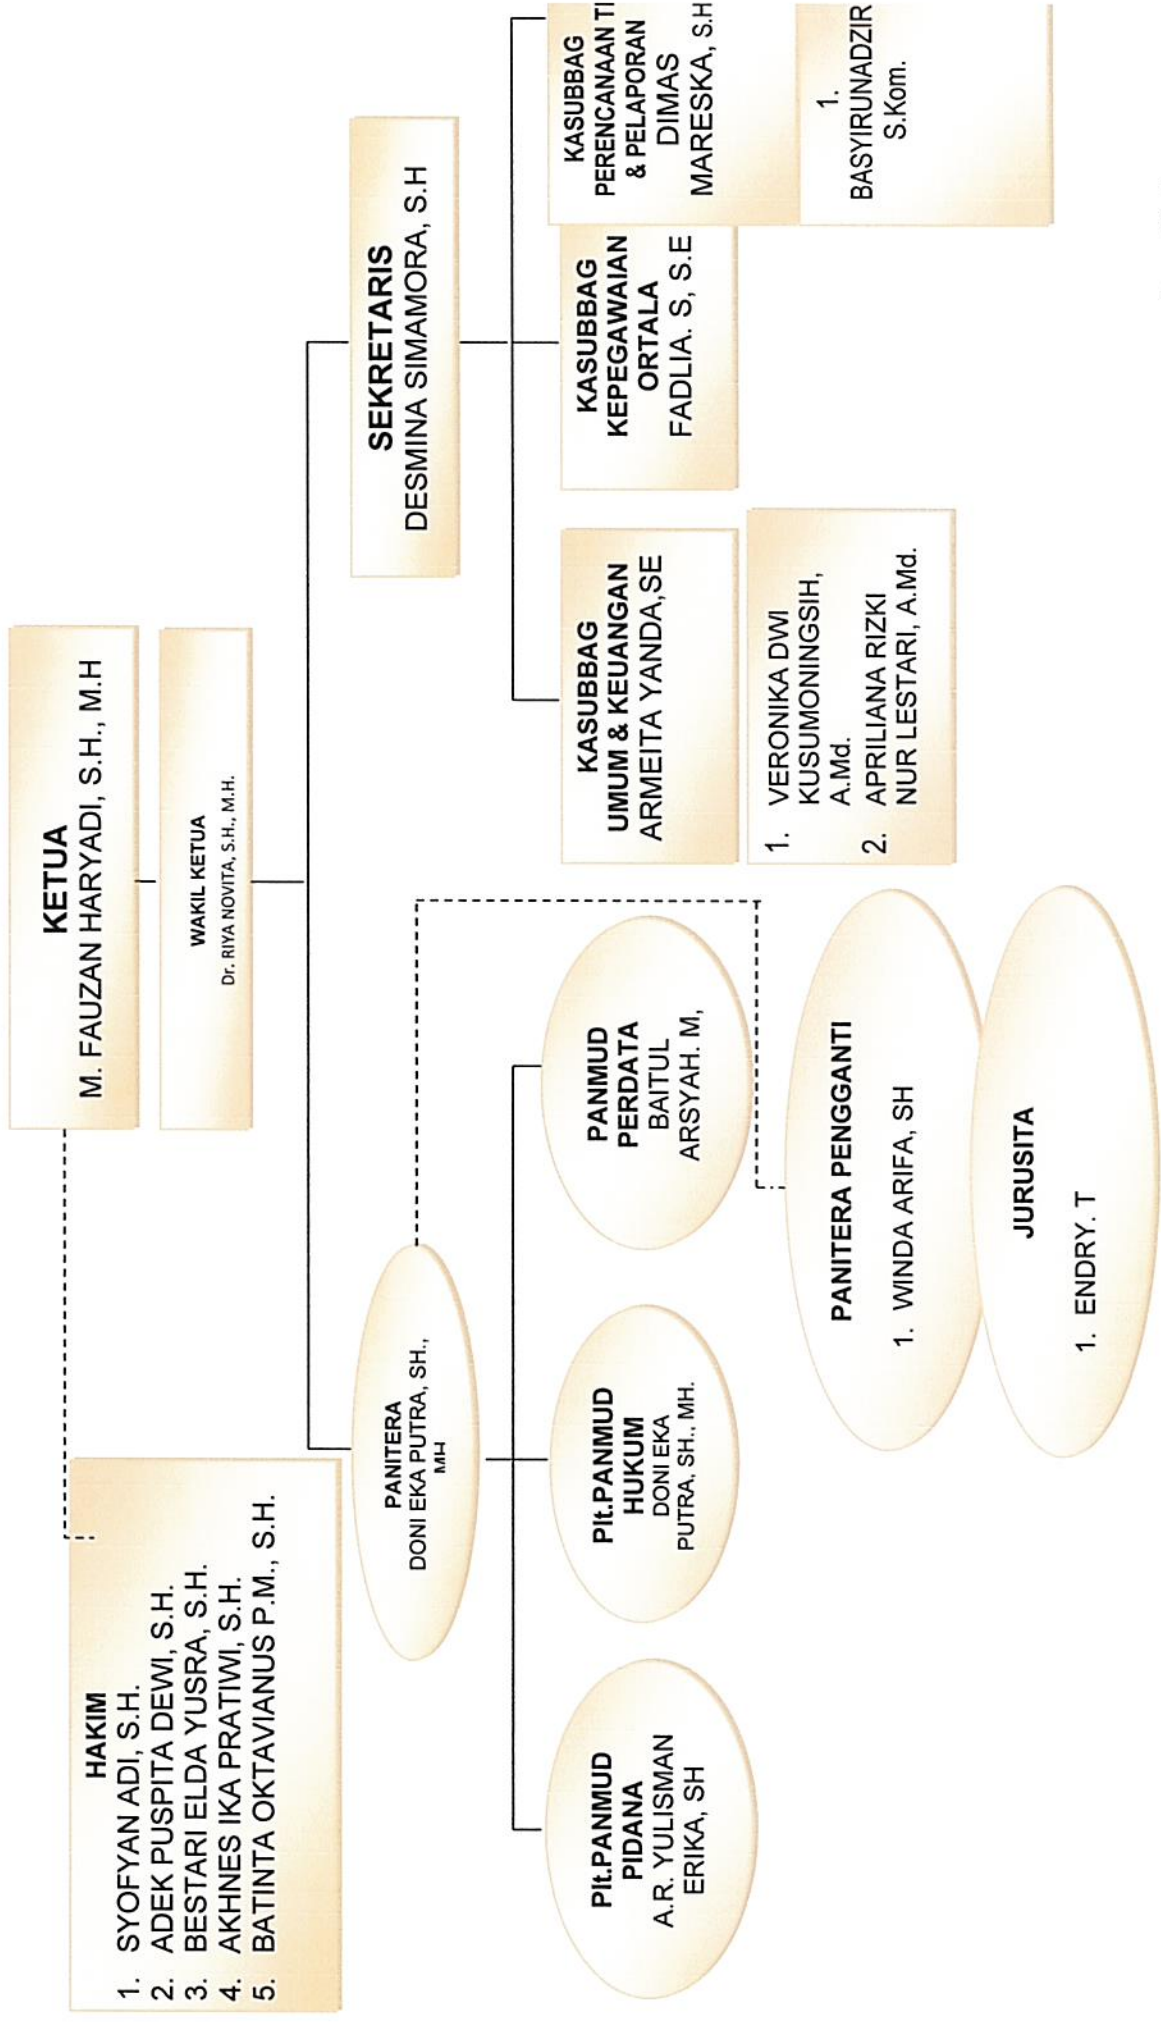 KETUA
M. FAUZAN HARYADI, S.H., M.H
WAKIL KETUA
Dr. RIYA NOVITA, S.H., M.H.
HAKIM
1. SYOFYAN ADI, S.H.
2. ADEK PUSPITA DEWI, S.H.
3. BESTARI ELDA YUSRA, S.H.
4. AKHNES IKA PRATIWI, S.H.
5. BATINTA OKTAVIANUS P.M., S.H.
PANITERA
DONI EKA PUTRA, SH.,
MH
SEKRETARIS
DESMINA SIMAMORA, S.H
Plt.PANMUD
PIDANA
A.R. YULISMAN
ERIKA, SH
Plt.PANMUD
HUKUM
DONI EKA
PUTRA, SH., MH.
PANMUD
PERDATA
BAITUL
ARSYAH. M,
KASUBBAG
UMUM & KEUANGAN
ARMEITA YANDA,SE
1. VERONIKA DWI
KUSUMONINGSIH,
A.Md.
2. APRILIANA RIZKI
NUR LESTARI, A.Md.
KASUBBAG
KEPEGAWAIAN
ORTALA
FADLIA. S, S.E
KASUBBAG
PERENCANAAN TI
& PELAPORAN
DIMAS
MARESKA, S.H
1.
BASYIRUNADZIR
S.Kom.
PANITERA PENGGANTI
1. WINDA ARIFA, SH
JURUSITA
1. ENDRY. T